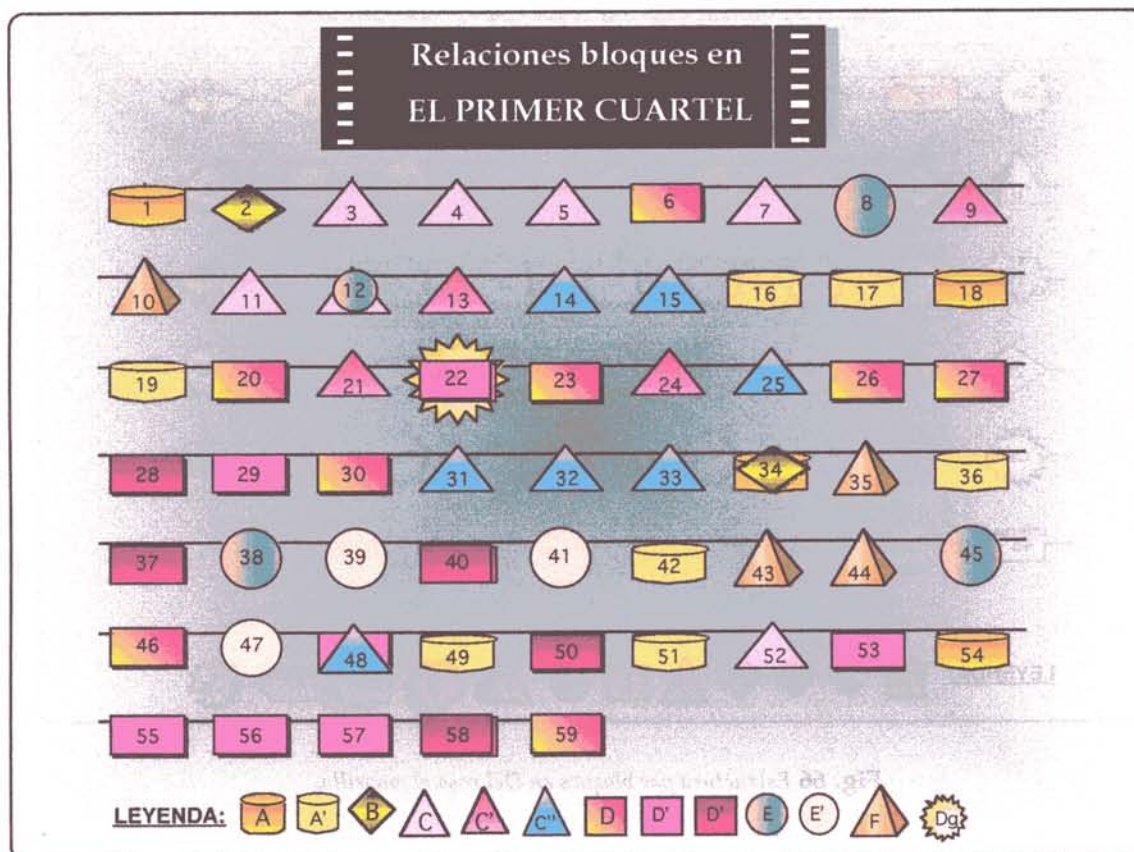 Relaciones bloques en
EL PRIMER CUARTEL
1 2 3 4 5 6 7 8 9
10 11 12 13 14 15 16 17 18
19 20 21 22 23 24 25 26 27
28 29 30 31 32 33 34 35 36
37 38 39 40 41 42 43 44 45
46 47 48 49 50 51 52 53 54
55 56 57 58 59
LEYENDA: A A' B C C' C'' D D' D' E E' F Dg